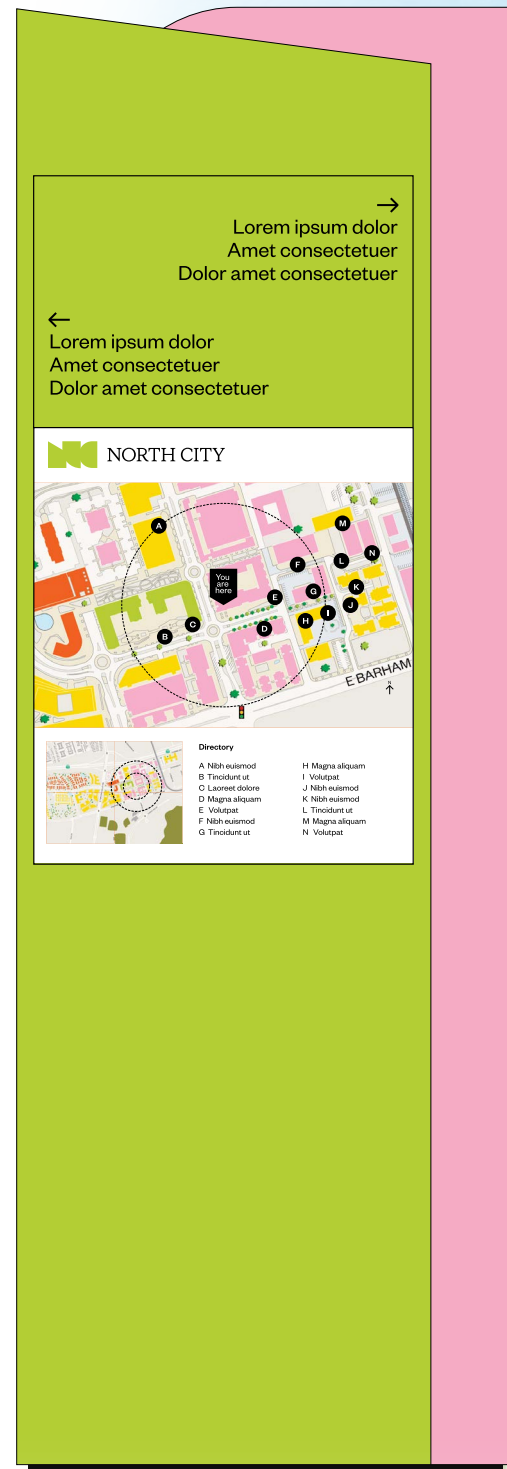 →
Lorem ipsum dolor
Amet consectetuer
Dolor amet consectetuer
←
Lorem ipsum dolor
Amet consectetuer
Dolor amet consectetuer
NORTH CITY
A
M
N
L
F
You
are
here
K
G
E
J
I
H
C
D
B
E BARHAM
N
Directory
A Nibh euismod
B Tincidunt ut
C Laoreet dolore
D Magna aliquam
E Volutpat
F Nibh euismod
G Tincidunt ut
H Magna aliquam
I Volutpat
J Nibh euismod
K Nibh euismod
L Tincidunt ut
M Magna aliquam
N Volutpat